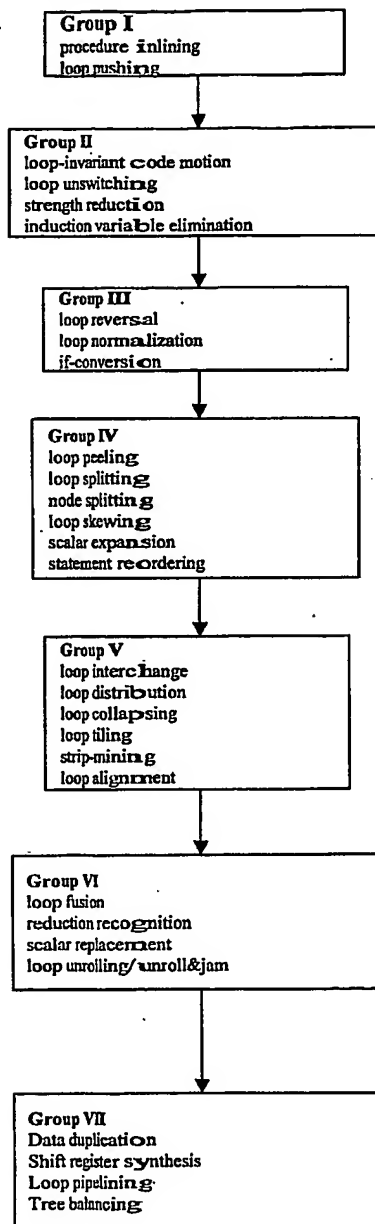 Group I
procedure inlining
loop pushing
Group II
loop-invariant code motion
loop unswitching
strength reduction
induction variable elimination
Group III
loop reversal
loop normalization
if-conversion
Group IV
loop peeling
loop splitting
node splitting
loop skewing
scalar expansion
statement reordering
Group V
loop interchange
loop distribution
loop collapsing
loop tiling
strip-mining
loop alignment
Group VI
loop fusion
reduction recognition
scalar replacement
loop unrolling/unroll&jam
Group VII
Data duplication
Shift register synthesis
Loop pipelining
Tree balancing